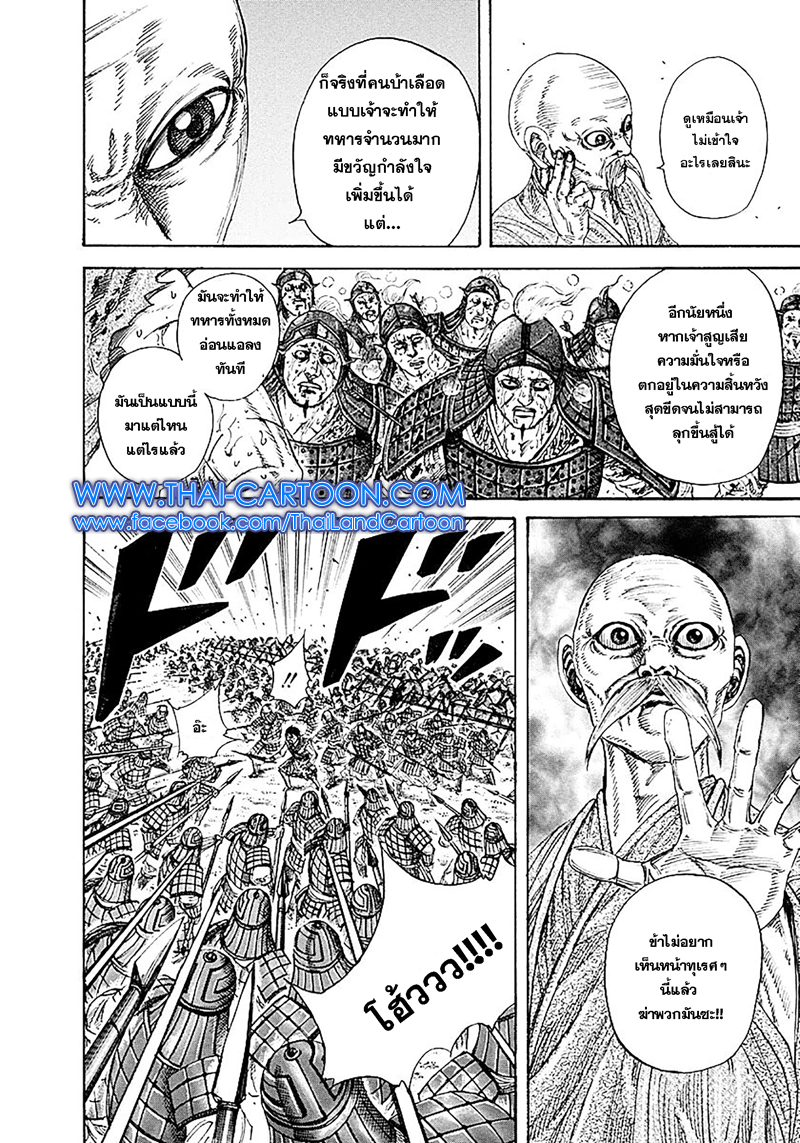 ดูเหมือนเจ้า
ไม่เข้าใจ
อะไรเลยสินะ
ก็จริงที่คนบ้าเลือด
แบบเจ้าจะทำให้
ทหารจำนวนมาก
มีขวัญกำลังใจ
เพิ่มขึ้นได้
แต่...
อีกนัยหนึ่ง
หากเจ้าสูญเสีย
ความมั่นใจหรือ
ตกอยู่ในความสิ้นหวัง
สุดขีดจนไม่สามารถ
ลุกขึ้นสู้ได้
มันจะทำให้
ทหารทั้งหมด
อ่อนแอลง
ทันที
มันเป็นแบบนี้
มาแต่ไหน
แต่ไรแล้ว
WWW.THAI-CARTOON.COM
www.facebook.com/ThaiLandCartoon
ข้าไม่อยาก
เห็นหน้าทุเรศๆ
นี้แล้ว
ฆ่าพวกมันซะ!!
ドドドド
!!
อ๊ะ
โฮ้ววว!!!!